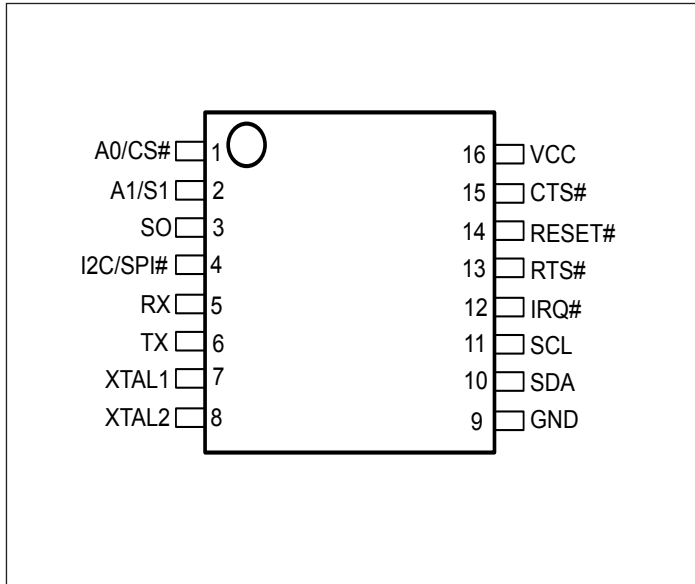 A0/CS# 1
A1/S1 2
SO 3
I2C/SPI# 4
RX 5
TX 6
XTAL1 7
XTAL2 8
16 VCC
15 CTS#
14 RESET#
13 RTS#
12 IRQ#
11 SCL
10 SDA
9 GND